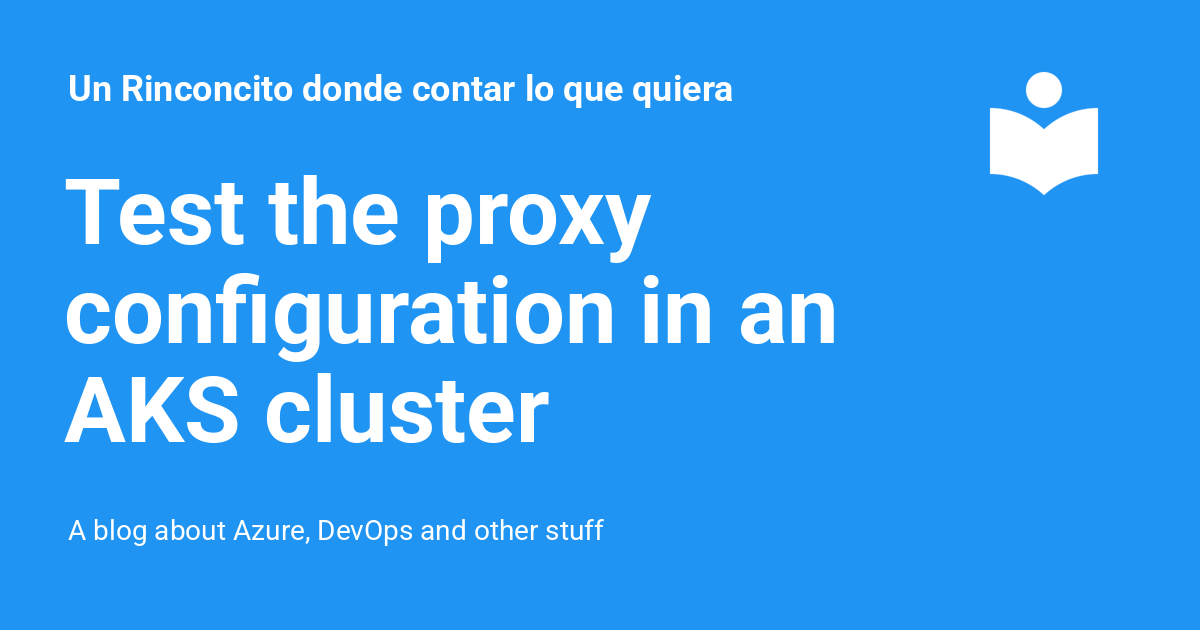 Un Rinconcito donde contar lo que quiera
Test the proxy
configuration in an
AKS cluster
A blog about Azure, DevOps and other stuff